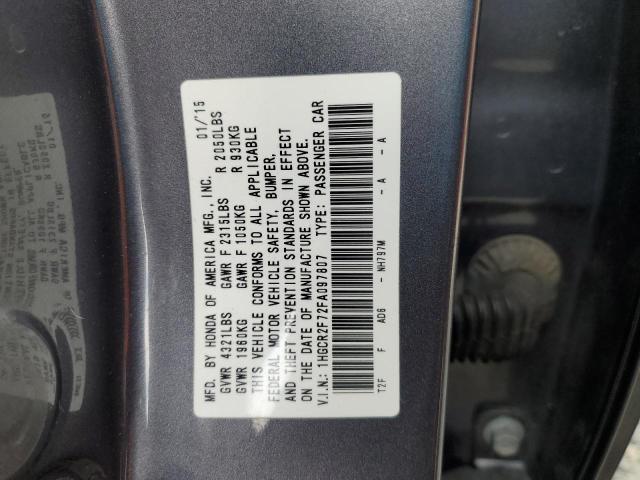 MFD. BY HONDA OF AMERICA MFG., INC. 01/'15
GVWR 4321LBS GAWR F 2315LBS R 2050LBS
GVWR 1960KG GAWR F 1050KG R 930KG
THIS VEHICLE CONFORMS TO ALL APPLICABLE
FEDERAL MOTOR VEHICLE SAFETY, BUMPER,
AND THEFT PREVENTION STANDARDS IN EFFECT
ON THE DATE OF MANUFACTURE SHOWN ABOVE.
V.I.N.: 1HGCR2F72FA097807 TYPE: PASSENGER CAR
T2F F AD6 - NH797M - A - A